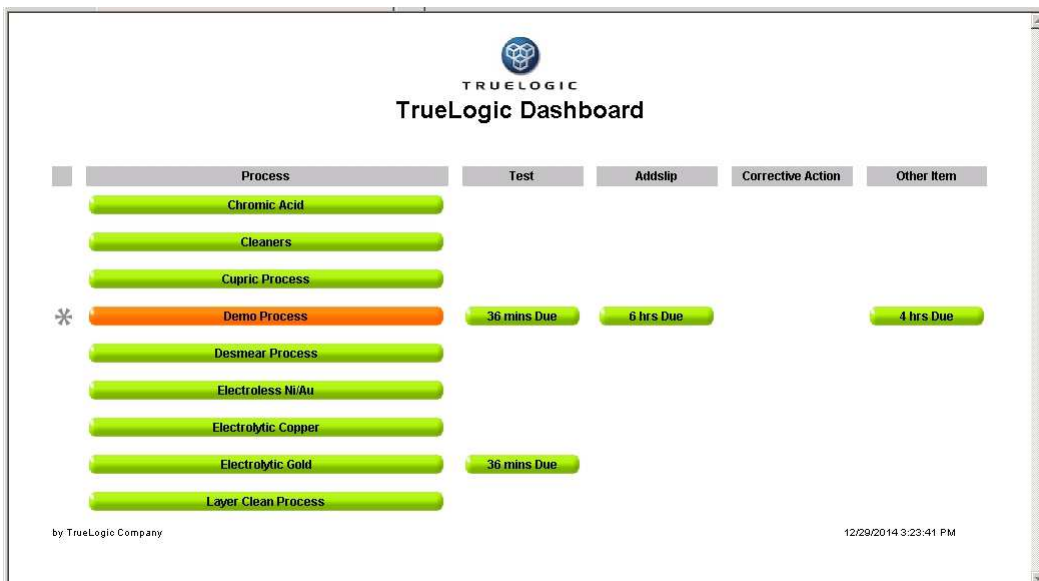 TRUELOGIC
TrueLogic Dashboard
Process Test Addslip Corrective Action Other Item
Chromic Acid
Cleaners
Cupric Process
* Demo Process 36 mins Due 6 hrs Due 4 hrs Due
Desmear Process
Electroless Ni/Au
Electrolytic Copper
Electrolytic Gold 36 mins Due
Layer Clean Process
by TrueLogic Company 12/29/2014 3:23:41 PM